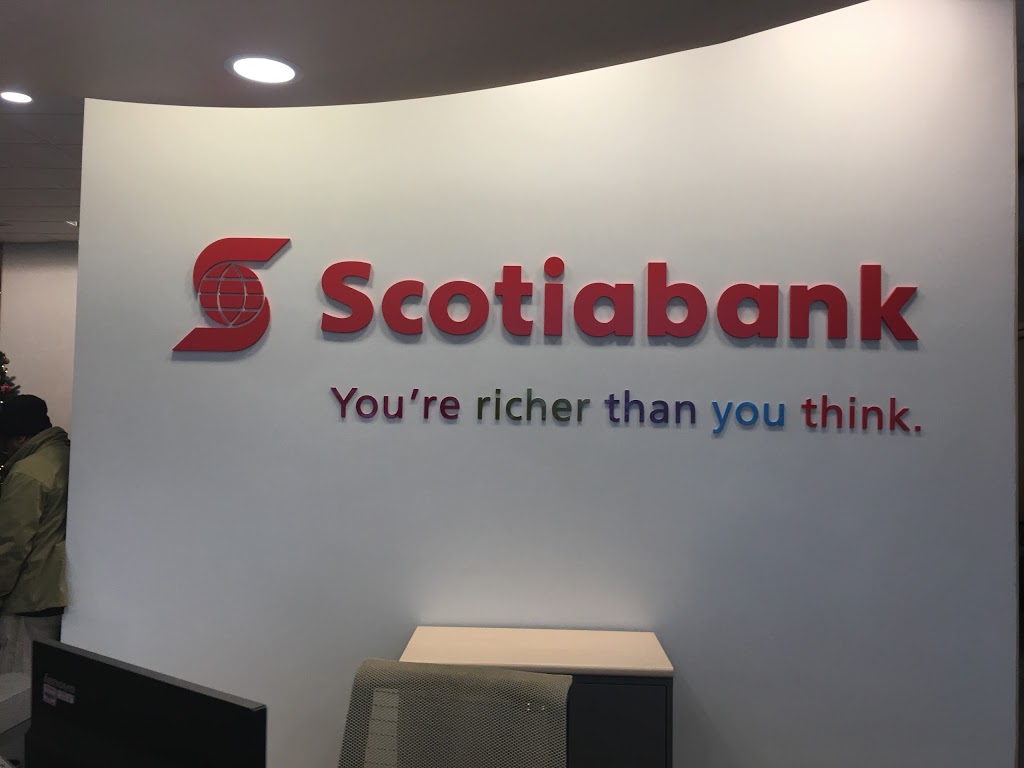 Scotiabank
You're richer than you think.